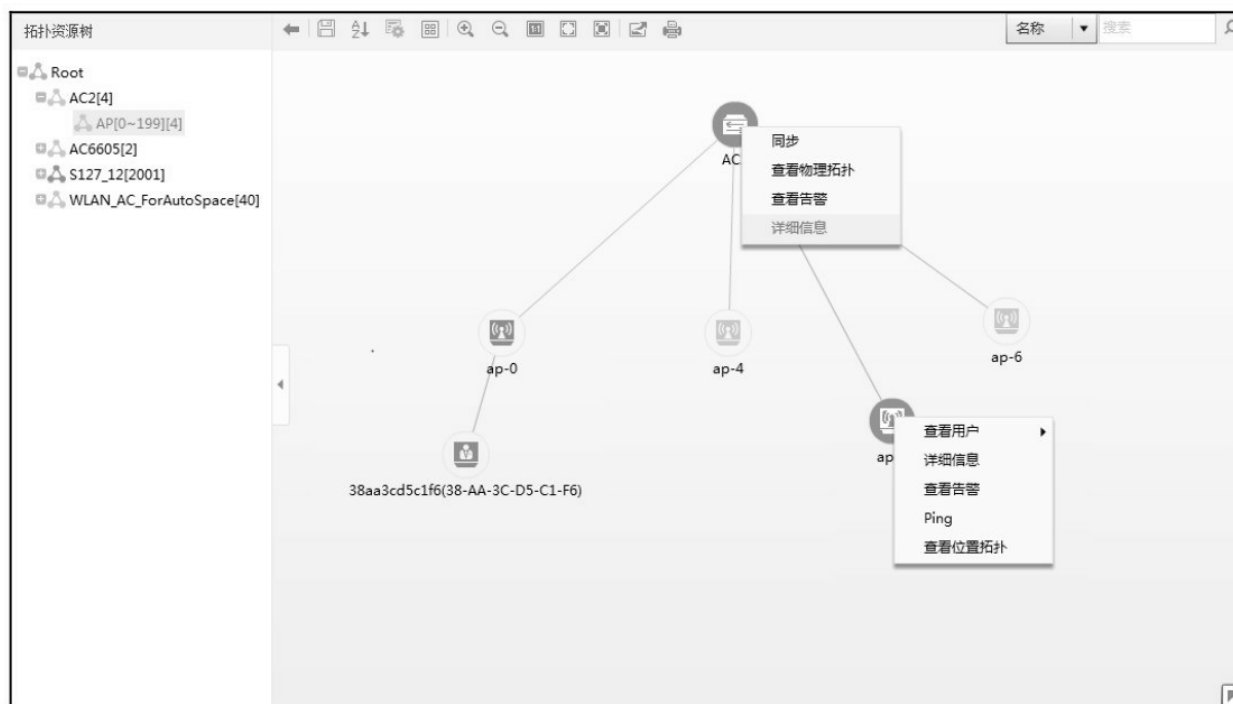 拓扑资源树
名称
搜索
Root
AC2[4]
AP[0~199][4]
AC6605[2]
S127_12[2001]
WLAN_AC_ForAutoSpace[40]
AC
同步
查看物理拓扑
查看告警
详细信息
ap-0
ap-4
ap-6
ap
查看用户
详细信息
查看告警
Ping
查看位置拓扑
38aa3cd5c1f6(38-AA-3C-D5-C1-F6)